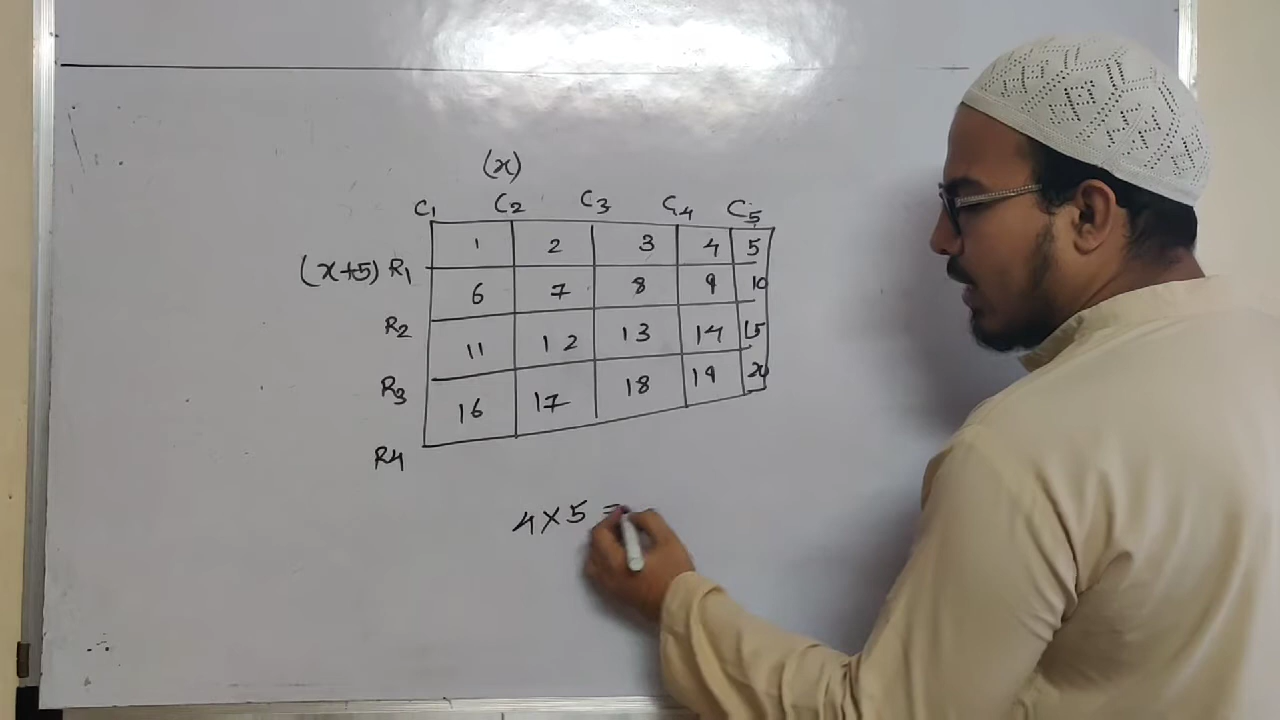 (x)
C1 C2 C3 C4 C5
(x+5) R1 1 2 3 4 5
R2 6 7 8 9 10
R3 11 12 13 14 15
R4 16 17 18 19 20
4×5 =